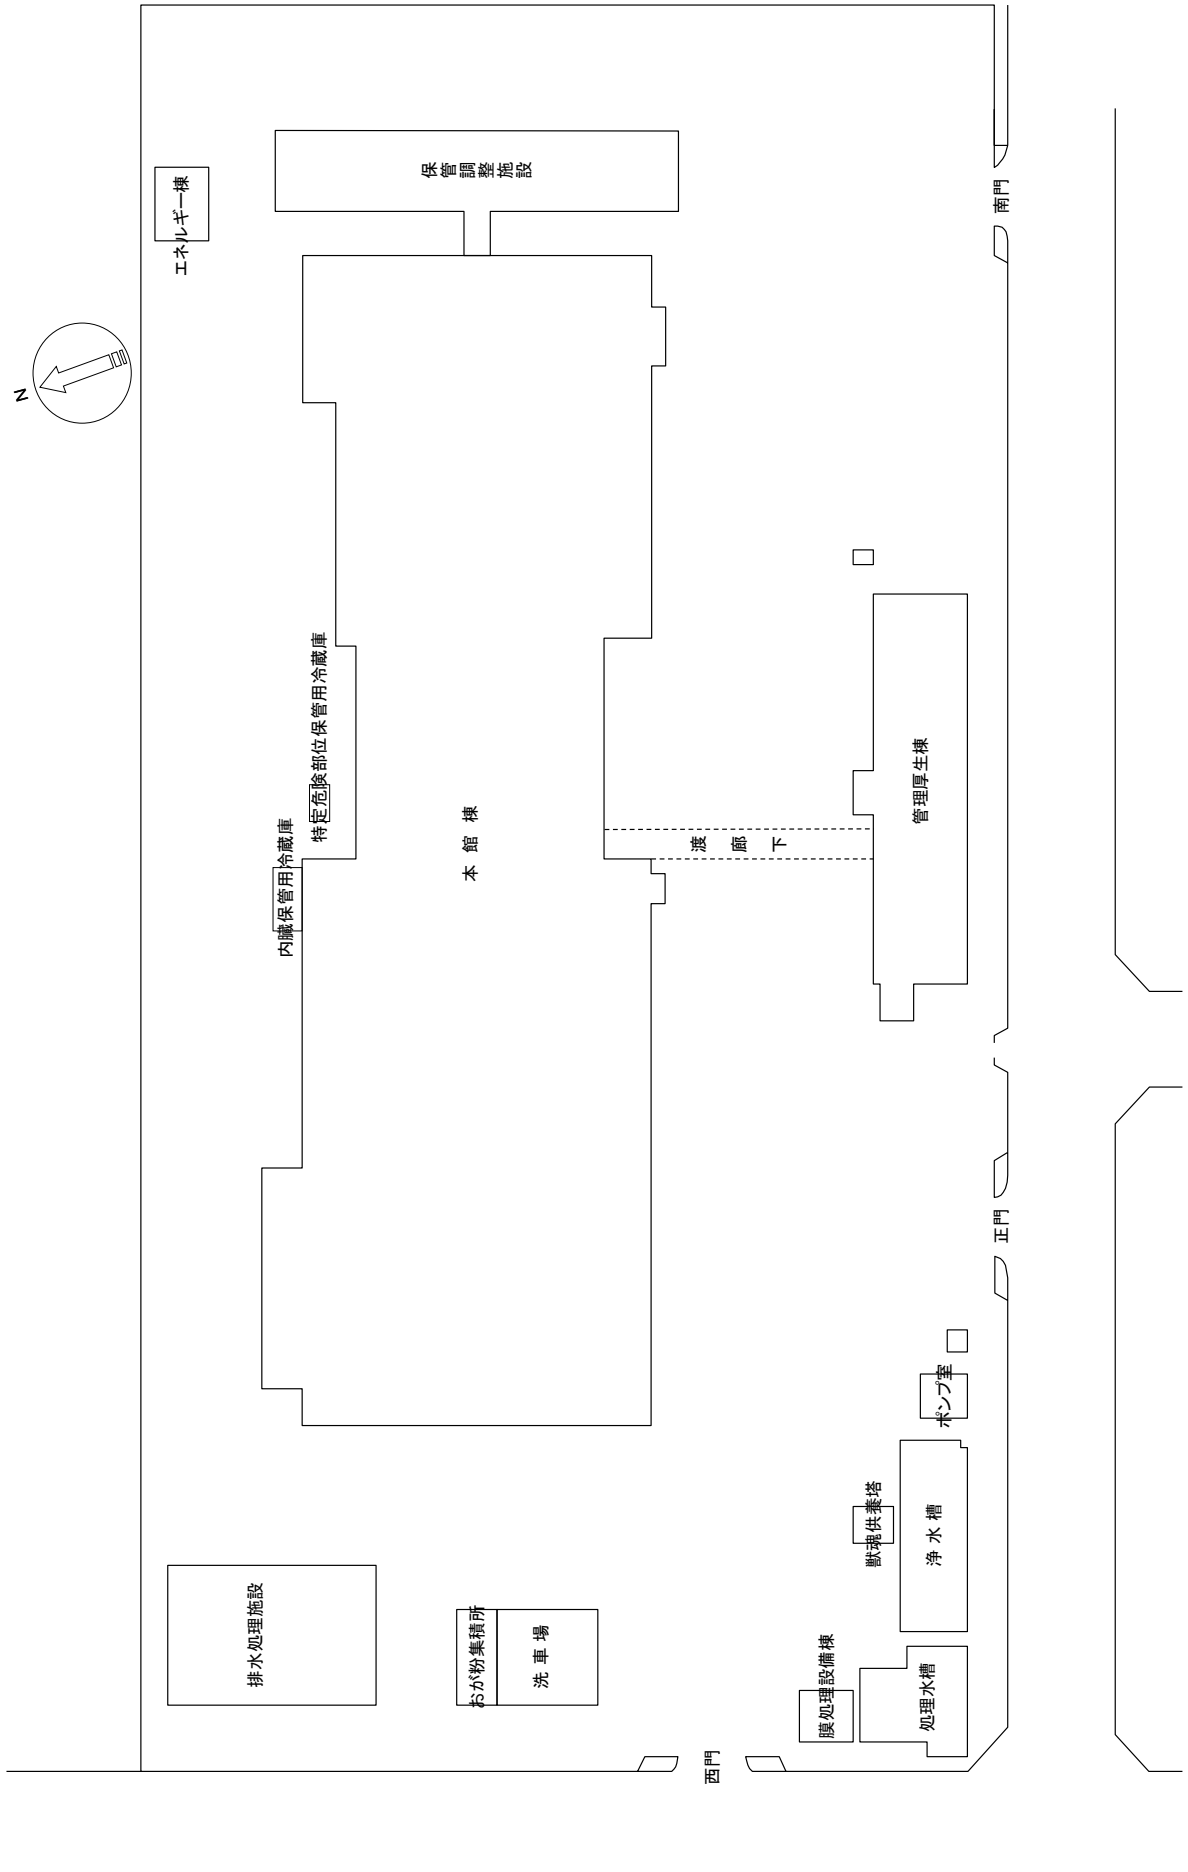 保管調整施設
エネルギー棟
南門
N
特定危険部位保管用冷蔵庫
内臓保管用冷蔵庫
本館棟
渡廊下
管理厚生棟
正門
ポンプ室
獣魂供養塔
浄水槽
排水処理施設
おが粉集積所
洗車場
膜処理設備棟
処理水槽
西門